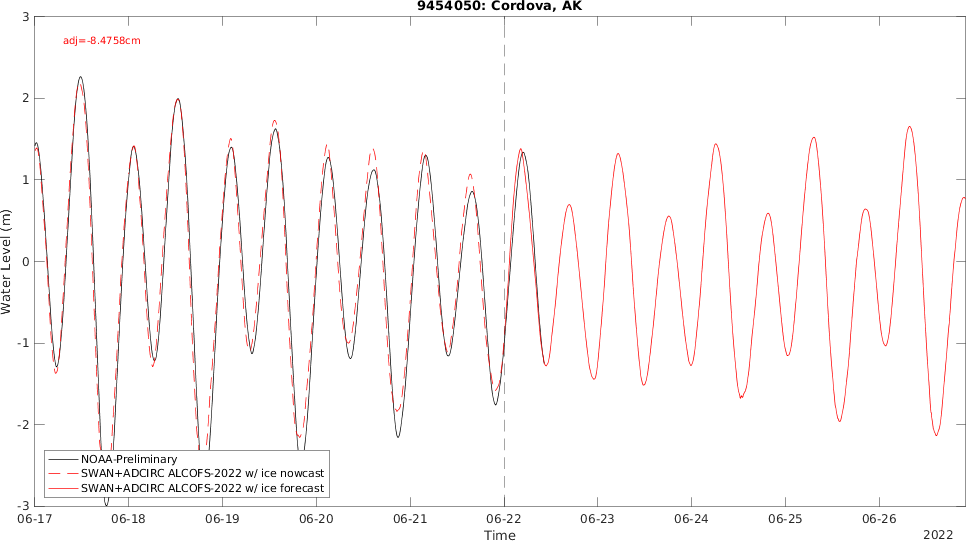 9454050: Cordova, AK
adj=-8.4758cm
Water Level (m)
3
2
1
0
-1
-2
-3
NOAA-Preliminary
SWAN+ADCIRC ALCOFS-2022 w/ ice nowcast
SWAN+ADCIRC ALCOFS-2022 w/ ice forecast
06-17 06-18 06-19 06-20 06-21 06-22 06-23 06-24 06-25 06-26
Time
2022